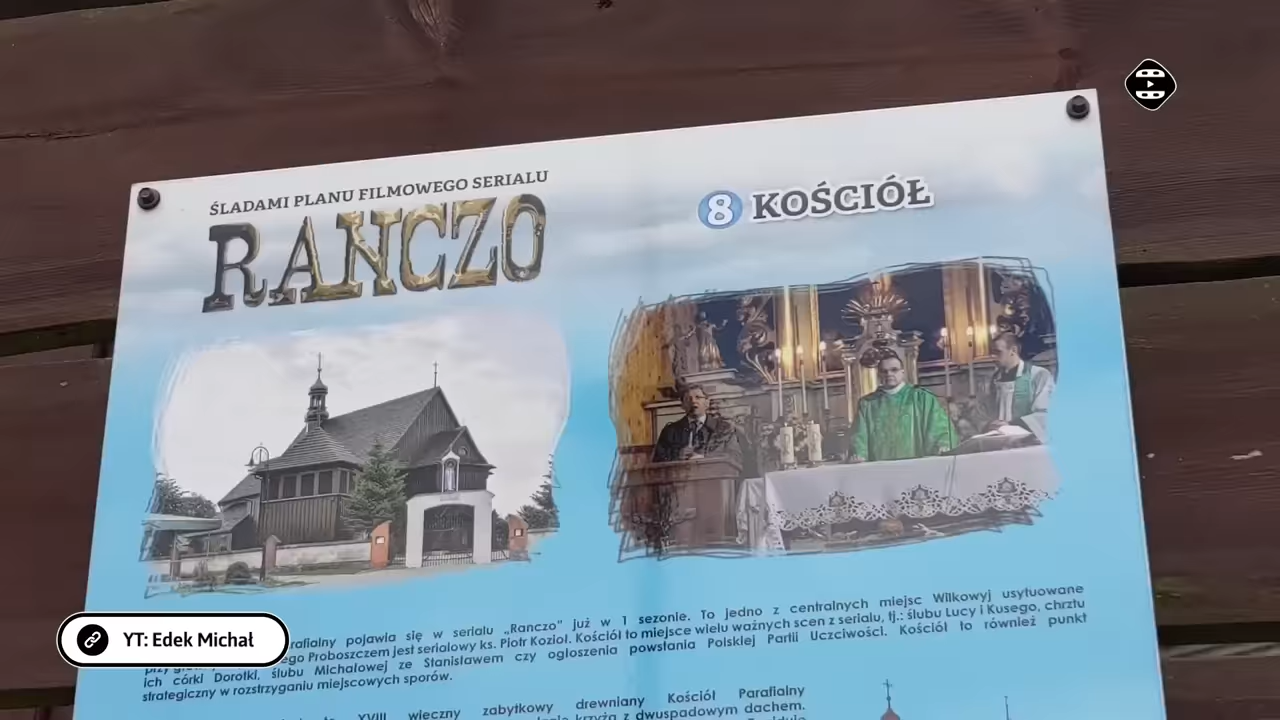 ŚLADAMI PLANU FILMOWEGO SERIALU
RANCZO
8 KOŚCIÓŁ
arafialny pojawia się w serialu „Ranczo" już w 1 sezonie. To jedno z centralnych miejsc Wilkowyj usytuowane
ego Proboszczem jest serialowy ks. Piotr Kozioł. Kościół to miejsce wielu ważnych scen z serialu, tj.: ślubu Lucy i Kusego, chrztu
ich córki Dorotki, ślubu Michałowej ze Stanisławem czy ogłoszenia powstania Polskiej Partii Uczciwości. Kościół to również punkt
strategiczny w rozstrzyganiu miejscowych sporów.
XVIII wieczny zabytkowy drewniany Kościół Parafialny
krzyża z dwuspadowym dachem.
YT: Edek Michał